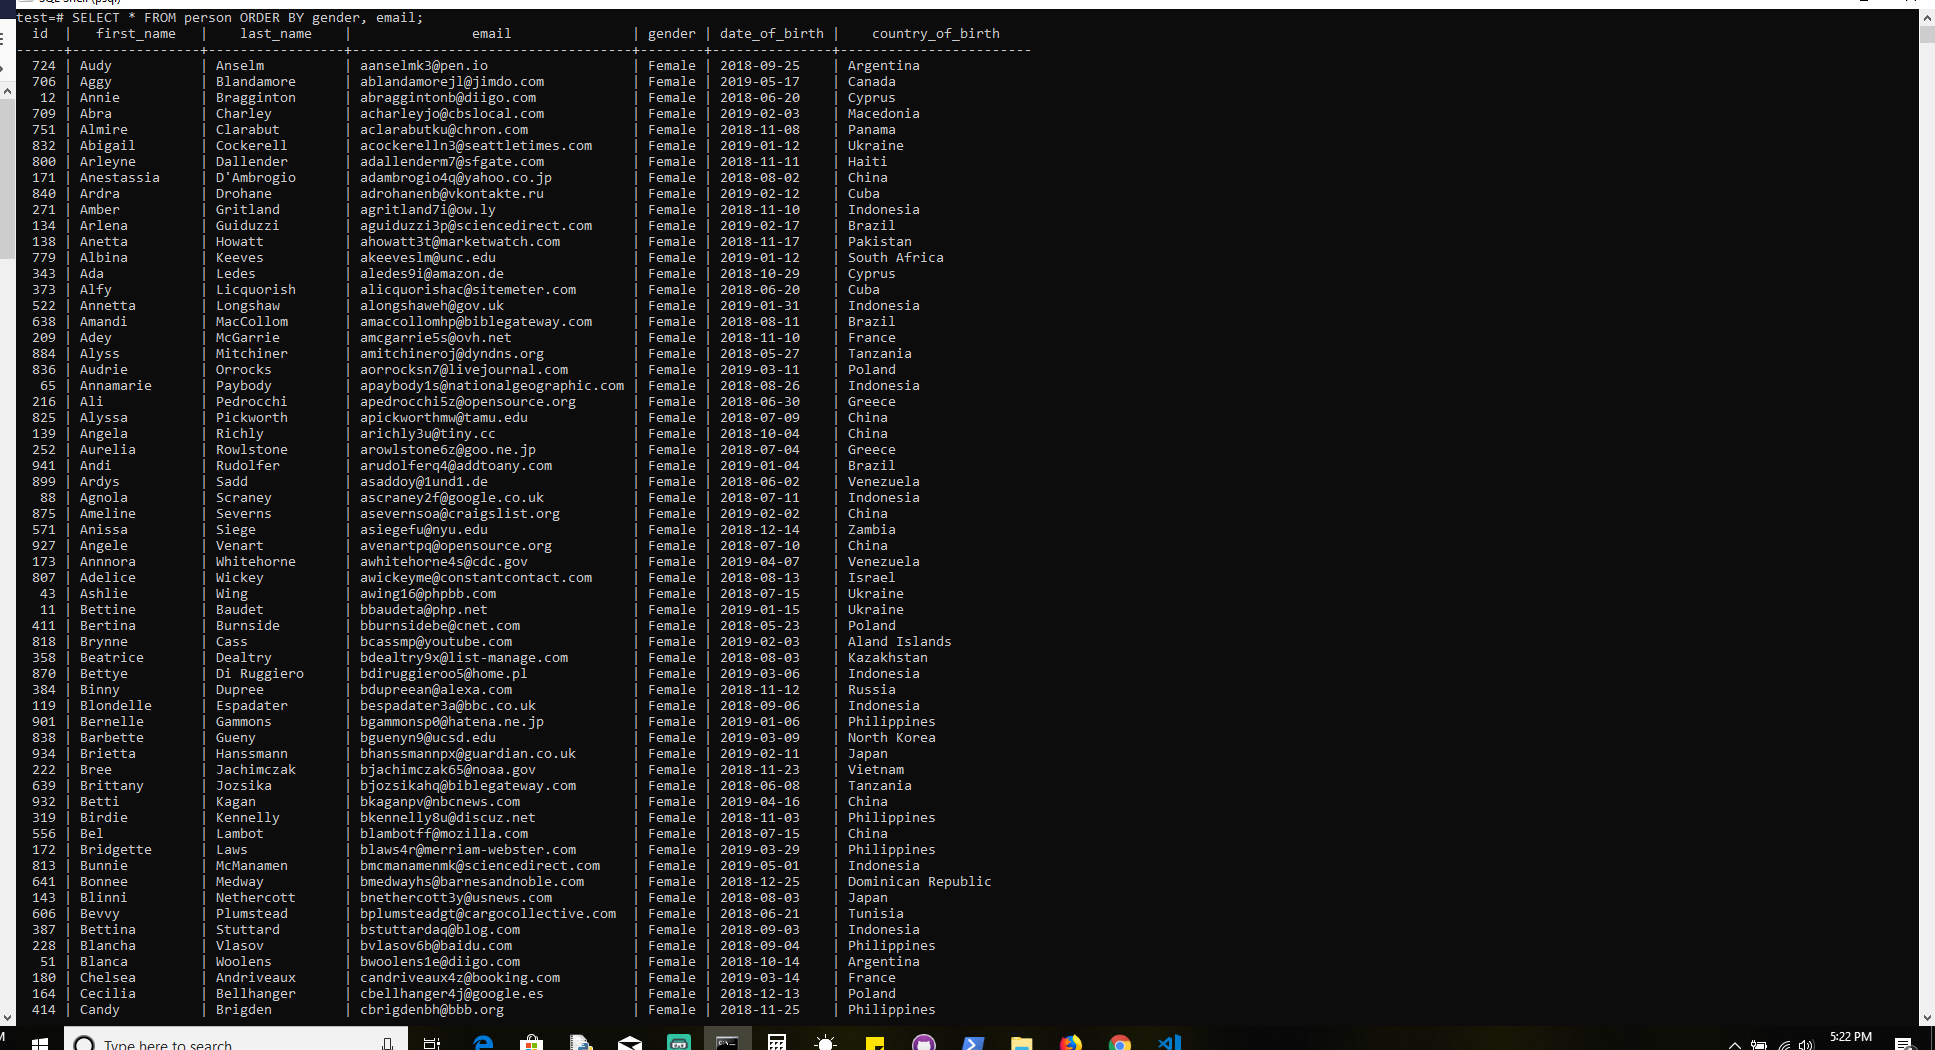 SQL Shell (psql)
test=# SELECT * FROM person ORDER BY gender, email;
id | first_name | last_name | email | gender | date_of_birth | country_of_birth
-----+------------+-----------+-------+--------+---------------+------------------
724 | Audy | Anselm | aanselmk3@pen.io | Female | 2018-09-25 | Argentina
706 | Aggy | Blandamore | ablandamorejl@jimdo.com | Female | 2019-05-17 | Canada
12 | Annie | Bragginton | abraggintonb@diigo.com | Female | 2018-06-20 | Cyprus
709 | Abra | Charley | acharleyjo@cbslocal.com | Female | 2019-02-03 | Macedonia
751 | Almire | Clarabut | aclarabutku@chron.com | Female | 2018-11-08 | Panama
832 | Abigail | Cockerell | acockerelln3@seattletimes.com | Female | 2019-01-12 | Ukraine
800 | Arleyne | Dallender | adallenderm7@sfgate.com | Female | 2018-11-11 | Haiti
171 | Anestassia | D'Ambrogio | adambrogio4q@yahoo.co.jp | Female | 2018-08-02 | China
840 | Ardra | Drohane | adrohanenb@vkontakte.ru | Female | 2019-02-12 | Cuba
271 | Amber | Gritland | agritland7i@ow.ly | Female | 2018-11-10 | Indonesia
134 | Arlena | Guiduzzi | aguiduzzi3p@sciencedirect.com | Female | 2019-02-17 | Brazil
138 | Anetta | Howatt | ahowatt3t@marketwatch.com | Female | 2018-11-17 | Pakistan
779 | Albina | Keeves | akeeveslm@unc.edu | Female | 2019-01-12 | South Africa
343 | Ada | Ledes | aledes9i@amazon.de | Female | 2018-10-29 | Cyprus
373 | Alfy | Licquorish | alicquorishac@sitemeter.com | Female | 2018-06-20 | Cuba
522 | Annetta | Longshaw | alongshaweh@gov.uk | Female | 2019-01-31 | Indonesia
638 | Amandi | MacCollom | amaccollomhp@biblegateway.com | Female | 2018-08-11 | Brazil
209 | Adey | McGarrie | amcgarrie5s@ovh.net | Female | 2018-11-10 | France
884 | Alyss | Mitchiner | amitchineroj@dyndns.org | Female | 2018-05-27 | Tanzania
836 | Audrie | Orrocks | aorrocksn7@livejournal.com | Female | 2019-03-11 | Poland
65 | Annamarie | Paybody | apaybody1s@nationalgeographic.com | Female | 2018-08-26 | Indonesia
216 | Ali | Pedrocchi | apedrocchi5z@opensource.org | Female | 2018-06-30 | Greece
825 | Alyssa | Pickworth | apickworthmw@tamu.edu | Female | 2018-07-09 | China
139 | Angela | Richly | arichly3u@tiny.cc | Female | 2018-10-04 | China
252 | Aurelia | Rowlstone | arowlstone6z@goo.ne.jp | Female | 2018-07-04 | Greece
941 | Andi | Rudolfer | arudolferq4@addtoany.com | Female | 2019-01-04 | Brazil
899 | Ardys | Sadd | asaddoy@1und1.de | Female | 2018-06-02 | Venezuela
88 | Agnola | Scraney | ascraney2f@google.co.uk | Female | 2018-07-11 | Indonesia
875 | Ameline | Severns | asevernsoa@craigslist.org | Female | 2019-02-02 | China
571 | Anissa | Siege | asiegefu@nyu.edu | Female | 2018-12-14 | Zambia
927 | Angele | Venart | avenartpq@opensource.org | Female | 2018-07-10 | China
173 | Annnora | Whitehorne | awhitehorne4s@cdc.gov | Female | 2019-04-07 | Venezuela
807 | Adelice | Wickey | awickeyme@constantcontact.com | Female | 2018-08-13 | Israel
43 | Ashlie | Wing | awing16@phpbb.com | Female | 2018-07-15 | Ukraine
11 | Bettine | Baudet | bbaudeta@php.net | Female | 2019-01-15 | Ukraine
411 | Bertina | Burnside | bburnsidebe@cnet.com | Female | 2018-05-23 | Poland
818 | Brynne | Cass | bcassmp@youtube.com | Female | 2019-02-03 | Aland Islands
358 | Beatrice | Dealtry | bdealtry9x@list-manage.com | Female | 2018-08-03 | Kazakhstan
870 | Bettye | Di Ruggiero | bdiruggieroo5@home.pl | Female | 2019-03-06 | Indonesia
384 | Binny | Dupree | bdupreean@alexa.com | Female | 2018-11-12 | Russia
119 | Blondelle | Espadater | bespadater3a@bbc.co.uk | Female | 2018-09-06 | Indonesia
901 | Bernelle | Gammons | bgammonsp0@hatena.ne.jp | Female | 2019-01-06 | Philippines
838 | Barbette | Gueny | bguenyn9@ucsd.edu | Female | 2019-03-09 | North Korea
934 | Brietta | Hanssmann | bhanssmannpx@guardian.co.uk | Female | 2019-02-11 | Japan
222 | Bree | Jachimczak | bjachimczak65@noaa.gov | Female | 2018-11-23 | Vietnam
639 | Brittany | Jozsika | bjozsikahq@biblegateway.com | Female | 2018-06-08 | Tanzania
932 | Betti | Kagan | bkaganpv@nbcnews.com | Female | 2019-04-16 | China
319 | Birdie | Kennelly | bkennelly8u@discuz.net | Female | 2018-11-03 | Philippines
556 | Bel | Lambot | blambotff@mozilla.com | Female | 2018-07-15 | China
172 | Bridgette | Laws | blaws4r@merriam-webster.com | Female | 2019-03-29 | Philippines
813 | Bunnie | McManamen | bmcmanamenmk@sciencedirect.com | Female | 2019-05-01 | Indonesia
641 | Bonnee | Medway | bmedwayhs@barnesandnoble.com | Female | 2018-12-25 | Dominican Republic
143 | Blinni | Nethercott | bnethercott3y@usnews.com | Female | 2018-08-03 | Japan
606 | Bevvy | Plumstead | bplumsteadgt@cargocollective.com | Female | 2018-06-21 | Tunisia
387 | Bettina | Stuttard | bstuttardaq@blog.com | Female | 2018-09-03 | Indonesia
228 | Blancha | Vlasov | bvlasov6b@baidu.com | Female | 2018-09-04 | Philippines
51 | Blanca | Woolens | bwoolens1e@diigo.com | Female | 2018-10-14 | Argentina
180 | Chelsea | Andriveaux | candriveaux4z@booking.com | Female | 2019-03-14 | France
164 | Cecilia | Bellhanger | cbellhanger4j@google.es | Female | 2018-12-13 | Poland
414 | Candy | Brigden | cbrigdenbh@bbb.org | Female | 2018-11-25 | Philippines
Type here to search
5:22 PM